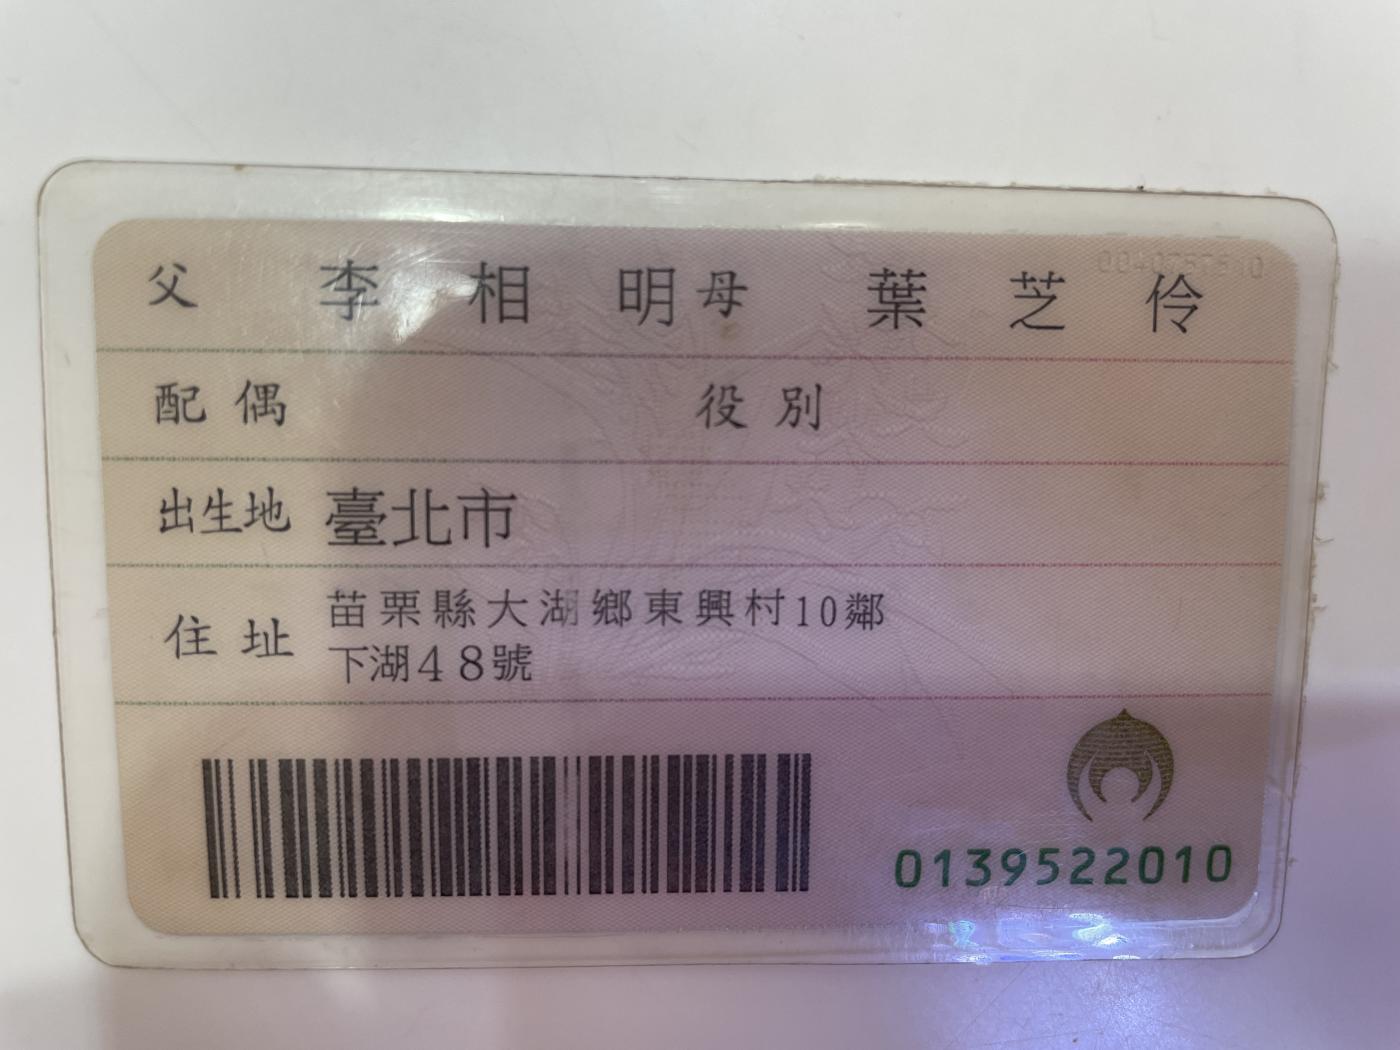 父 李相明 母 葉芝伶
配偶 役別
出生地 臺北市
住址 苗栗縣大湖鄉東興村10鄰
下湖48號
0139522010